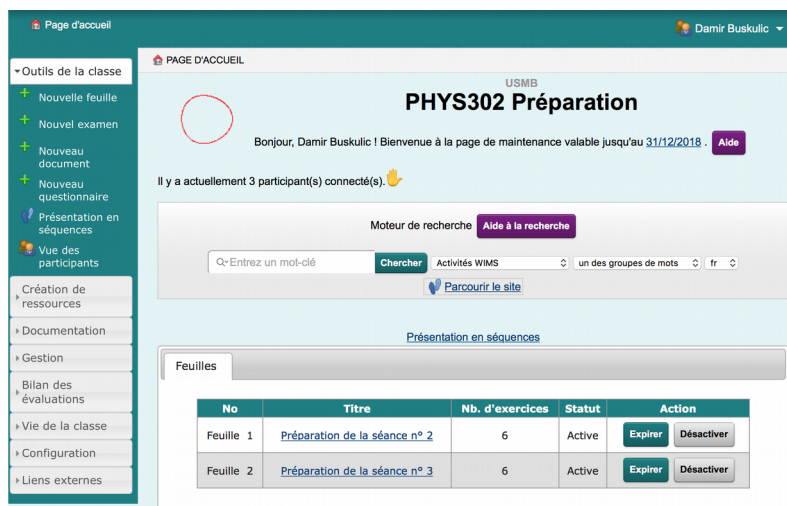 Page d'accueil
Damir Buskulic
Outils de la classe
Nouvelle feuille
Nouvel examen
Nouveau
document
Nouveau
questionnaire
Présentation en
séquences
Vue des
participants
Création de
ressources
Documentation
Gestion
Bilan des
évaluations
Vie de la classe
Configuration
Liens externes
PAGE D'ACCUEIL
USMB
PHYS302 Préparation
Bonjour, Damir Buskulic ! Bienvenue à la page de maintenance valable jusqu'au 31/12/2018 . Aide
Il y a actuellement 3 participant(s) connecté(s).
Moteur de recherche Aide à la recherche
Entrez un mot-clé Chercher Activités WIMS un des groupes de mots fr
Parcourir le site
Présentation en séquences
Feuilles
No Titre Nb. d'exercices Statut Action
Feuille 1 Préparation de la séance n° 2 6 Active Expirer Désactiver
Feuille 2 Préparation de la séance n° 3 6 Active Expirer Désactiver